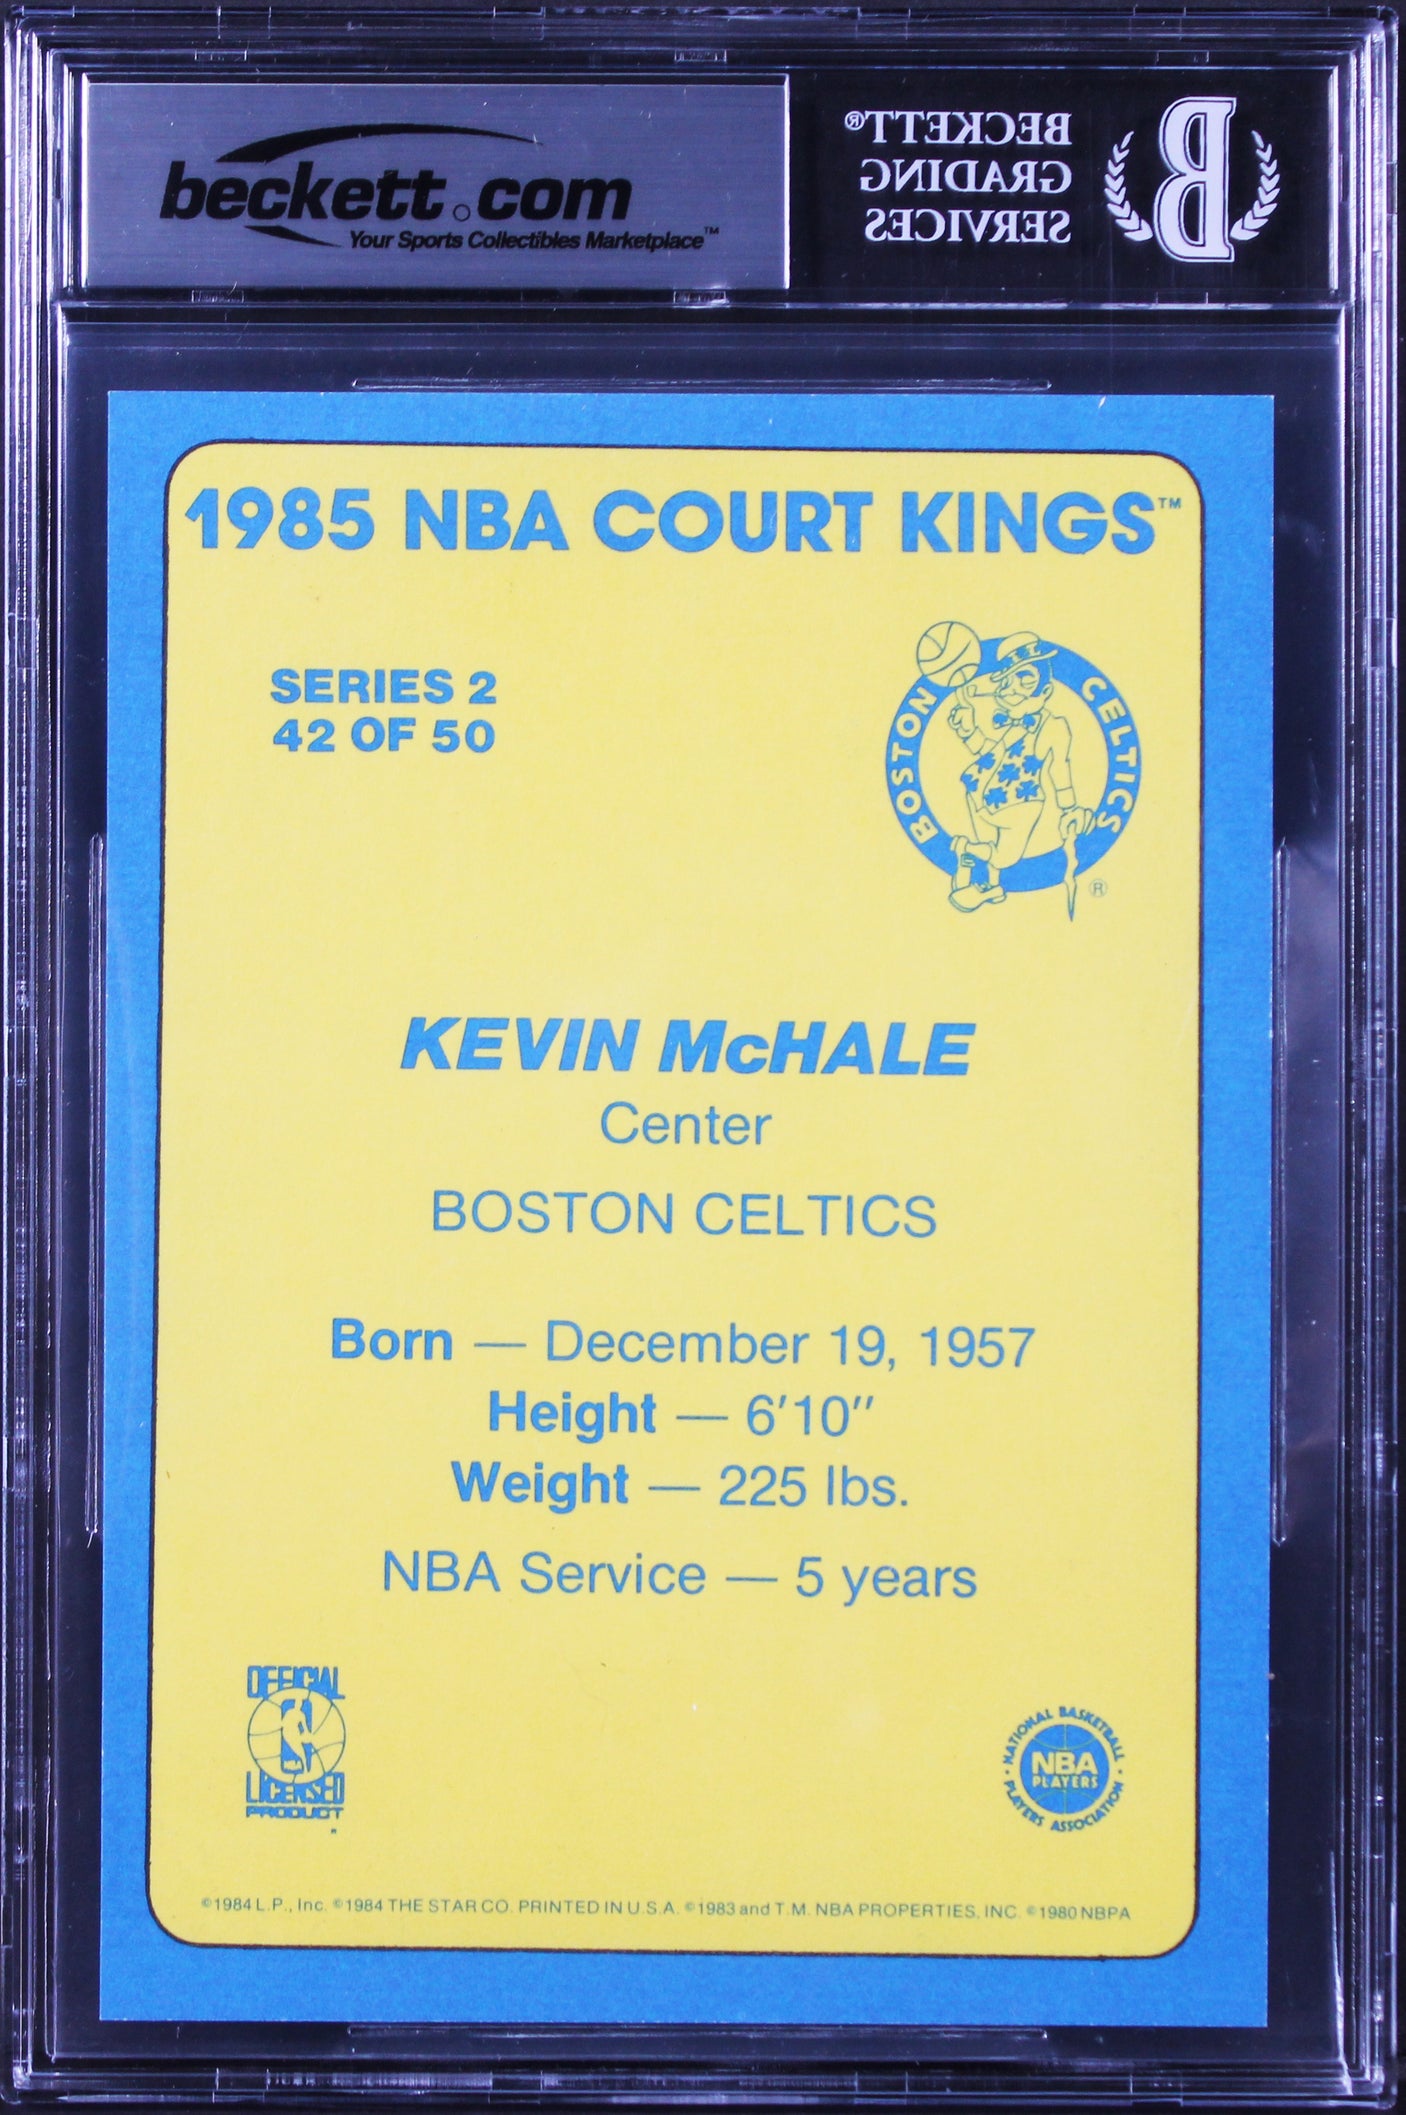 beckett.com
Your Sports Collectibles Marketplace™
BECKETT®
GRADING
SERVICES
B
1985 NBA COURT KINGS™
SERIES 2
42 OF 50
BOSTON CELTICS
®
KEVIN McHALE
Center
BOSTON CELTICS
Born — December 19, 1957
Height — 6'10"
Weight — 225 lbs.
NBA Service — 5 years
OFFICIAL
LICENSED
PRODUCT
NATIONAL BASKETBALL
NBA
PLAYERS
PLAYERS ASSOCIATION
©1984 L.P., Inc. ©1984 THE STAR CO. PRINTED IN U.S.A. ©1983 and T.M. NBA PROPERTIES, INC. ©1980 NBPA